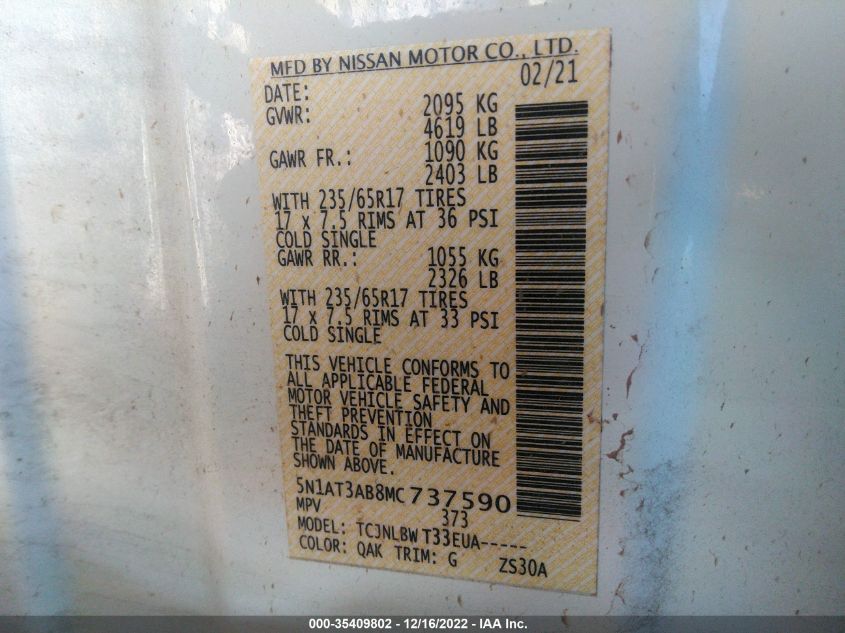 MFD BY NISSAN MOTOR CO., LTD.
DATE: 02/21
GVWR: 2095 KG
4619 LB
GAWR FR.: 1090 KG
2403 LB
WITH 235/65R17 TIRES
17 x 7.5 RIMS AT 36 PSI
COLD SINGLE
GAWR RR.: 1055 KG
2326 LB
WITH 235/65R17 TIRES
17 x 7.5 RIMS AT 33 PSI
COLD SINGLE
THIS VEHICLE CONFORMS TO
ALL APPLICABLE FEDERAL
MOTOR VEHICLE SAFETY AND
THEFT PREVENTION
STANDARDS IN EFFECT ON
THE DATE OF MANUFACTURE
SHOWN ABOVE.
5N1AT3AB8MC737590
MPV 373
MODEL: TCJNLBW T33EUA-----
COLOR: QAK TRIM: G ZS30A
000-35409802 - 12/16/2022 - IAA Inc.